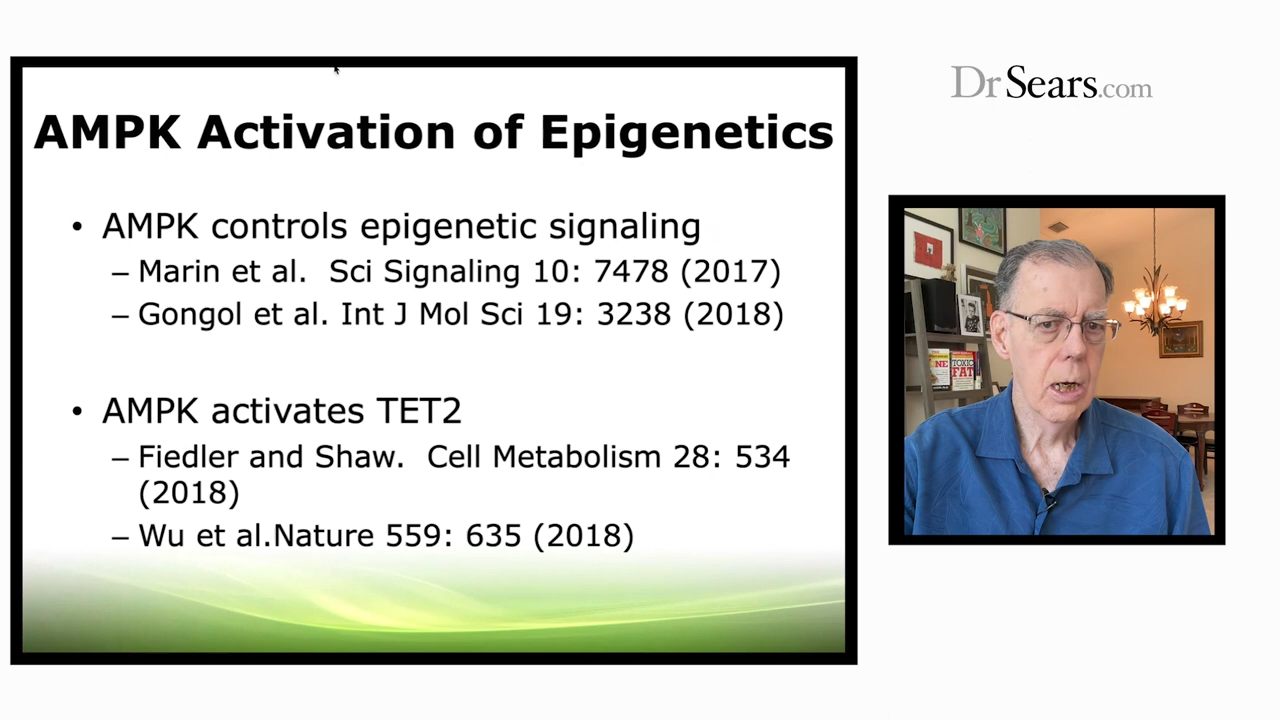 DrSears.com
AMPK Activation of Epigenetics
• AMPK controls epigenetic signaling
– Marin et al.  Sci Signaling 10: 7478 (2017)
– Gongol et al. Int J Mol Sci 19: 3238 (2018)
• AMPK activates TET2
– Fiedler and Shaw.  Cell Metabolism 28: 534
(2018)
– Wu et al.Nature 559: 635 (2018)
TOXIC
FAT